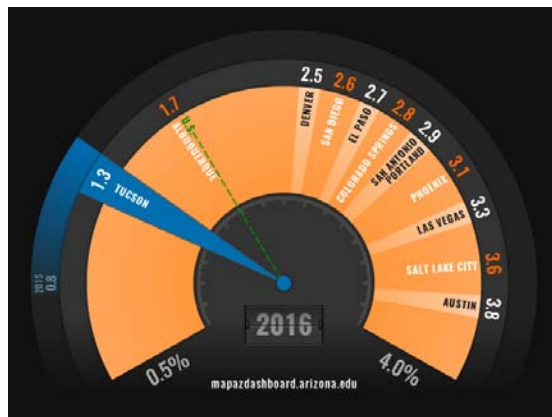 2.5
DENVER
2.6
SAN DIEGO
2.7
EL PASO
2.8
COLORADO SPRINGS
2.9
SAN ANTONIO
PORTLAND
3.1
PHOENIX
3.3
LAS VEGAS
3.6
SALT LAKE CITY
3.8
AUSTIN
1.7
U.S.
ALBUQUERQUE
1.3
TUCSON
2015
0.8
2016
0.5%
4.0%
mapazdashboard.arizona.edu